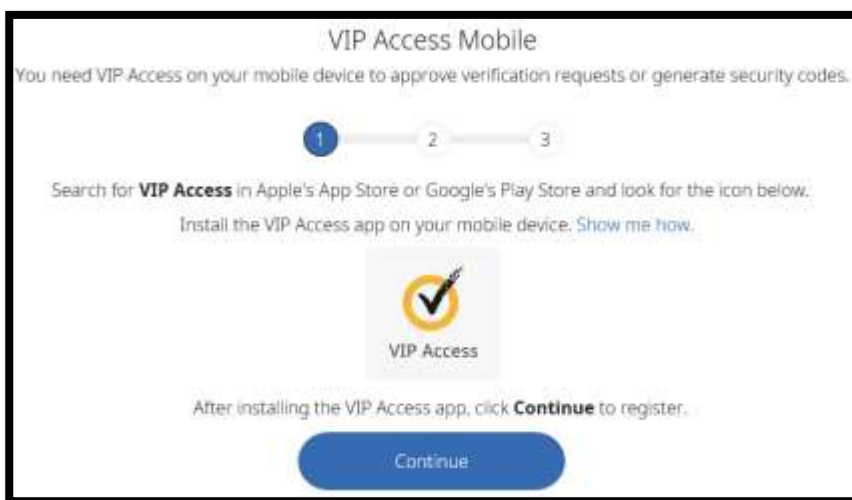 VIP Access Mobile
You need VIP Access on your mobile device to approve verification requests or generate security codes.
1 2 3
Search for VIP Access in Apple's App Store or Google's Play Store and look for the icon below.
Install the VIP Access app on your mobile device. Show me how.
VIP Access
After installing the VIP Access app, click Continue to register.
Continue